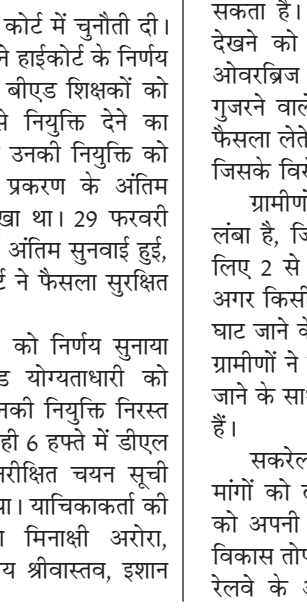 कोर्ट में चुनौती दी।
ने हाईकोर्ट के निर्णय
बीएड शिक्षकों को
से नियुक्ति देने का
उनकी नियुक्ति को
प्रकरण के अंतिम
खा था। 29 फरवरी
अंतिम सुनवाई हुई,
र्ट ने फैसला सुरक्षित
को निर्णय सुनाया
ड योग्यताधारी को
नकी नियुक्ति निरस्त
ही 6 हफ्ते में डीएल
नरीक्षित चयन सूची
या। याचिकाकर्ता की
ा मिनाक्षी अरोरा,
य श्रीवास्तव, इशान
सकता है।
देखने को
ओवरब्रिज
गुजरने वाले
फैसला लेते
जिसके
ग्रामीणों
लंबा है,
लिए 2 से
अगर किसी
घाट जाने के
ग्रामीणों ने
जाने के
हैं।
सकरेल
मांगों को
को अपनी
विकास
रेलवे के